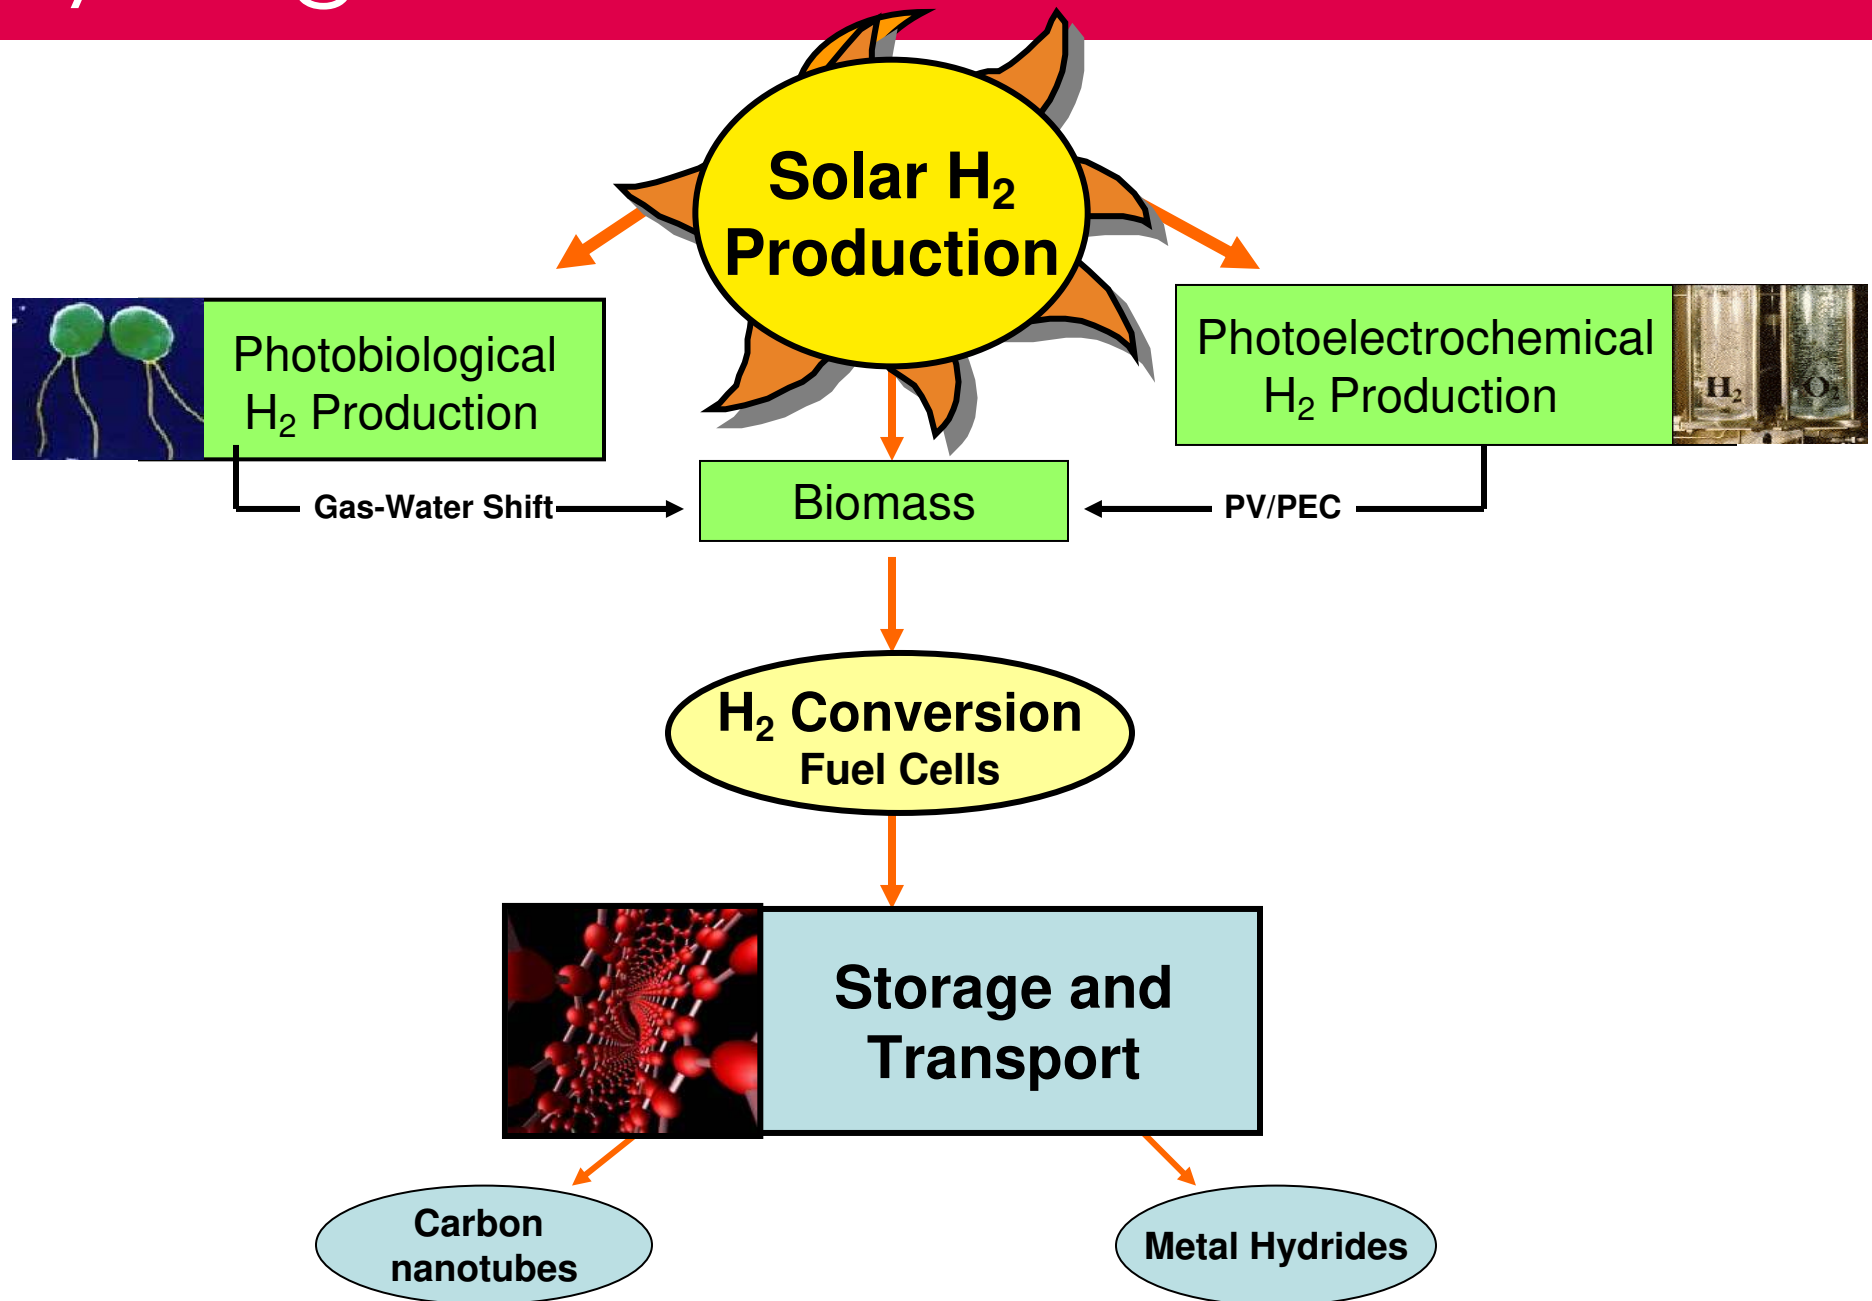 Solar H₂
Production
Photobiological
H₂ Production
Photoelectrochemical
H₂ Production
H₂
O₂
Gas-Water Shift
Biomass
PV/PEC
H₂ Conversion
Fuel Cells
Storage and
Transport
Carbon
nanotubes
Metal Hydrides